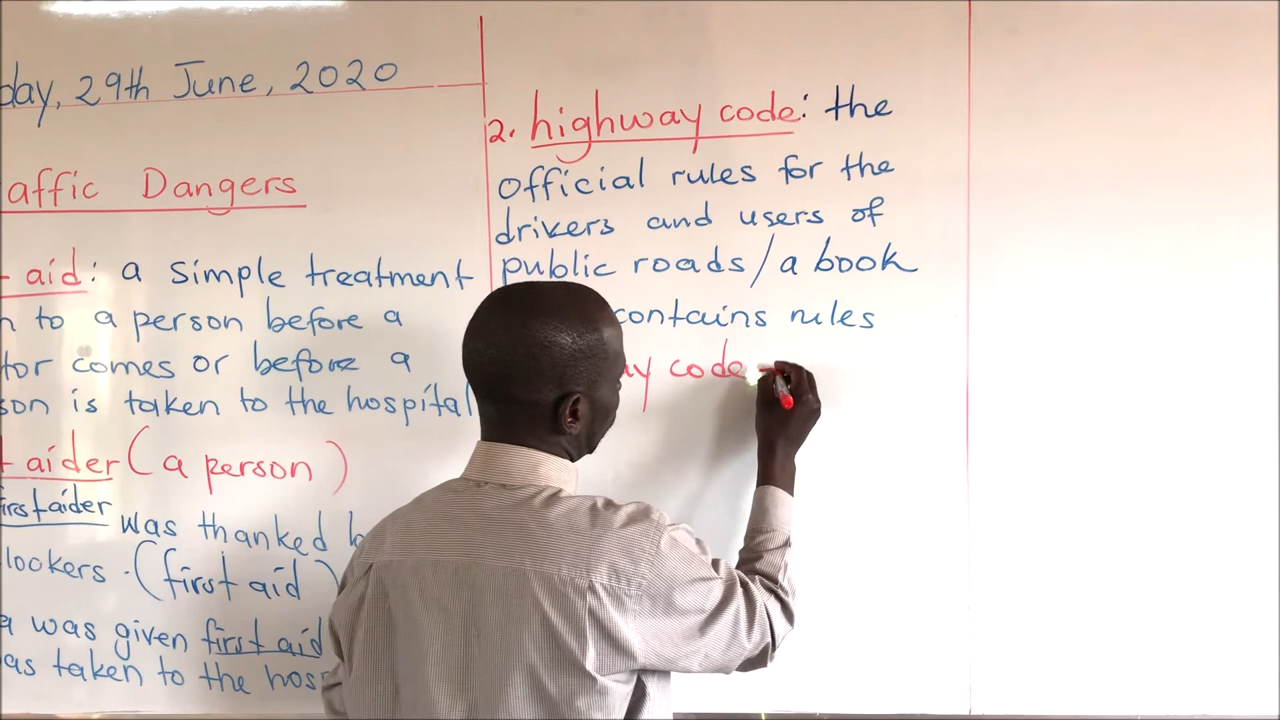 day, 29th June, 2020
affic Dangers
aid: a simple treatment
n to a person before a
tor comes or before a
son is taken to the hospital
t aider (a person)
irst aider was thanked b
lookers. (first aid)
a was given first aid
as taken to the hos
2. highway code: the
official rules for the
drivers and users of
public roads/a book
contains rules
ay code